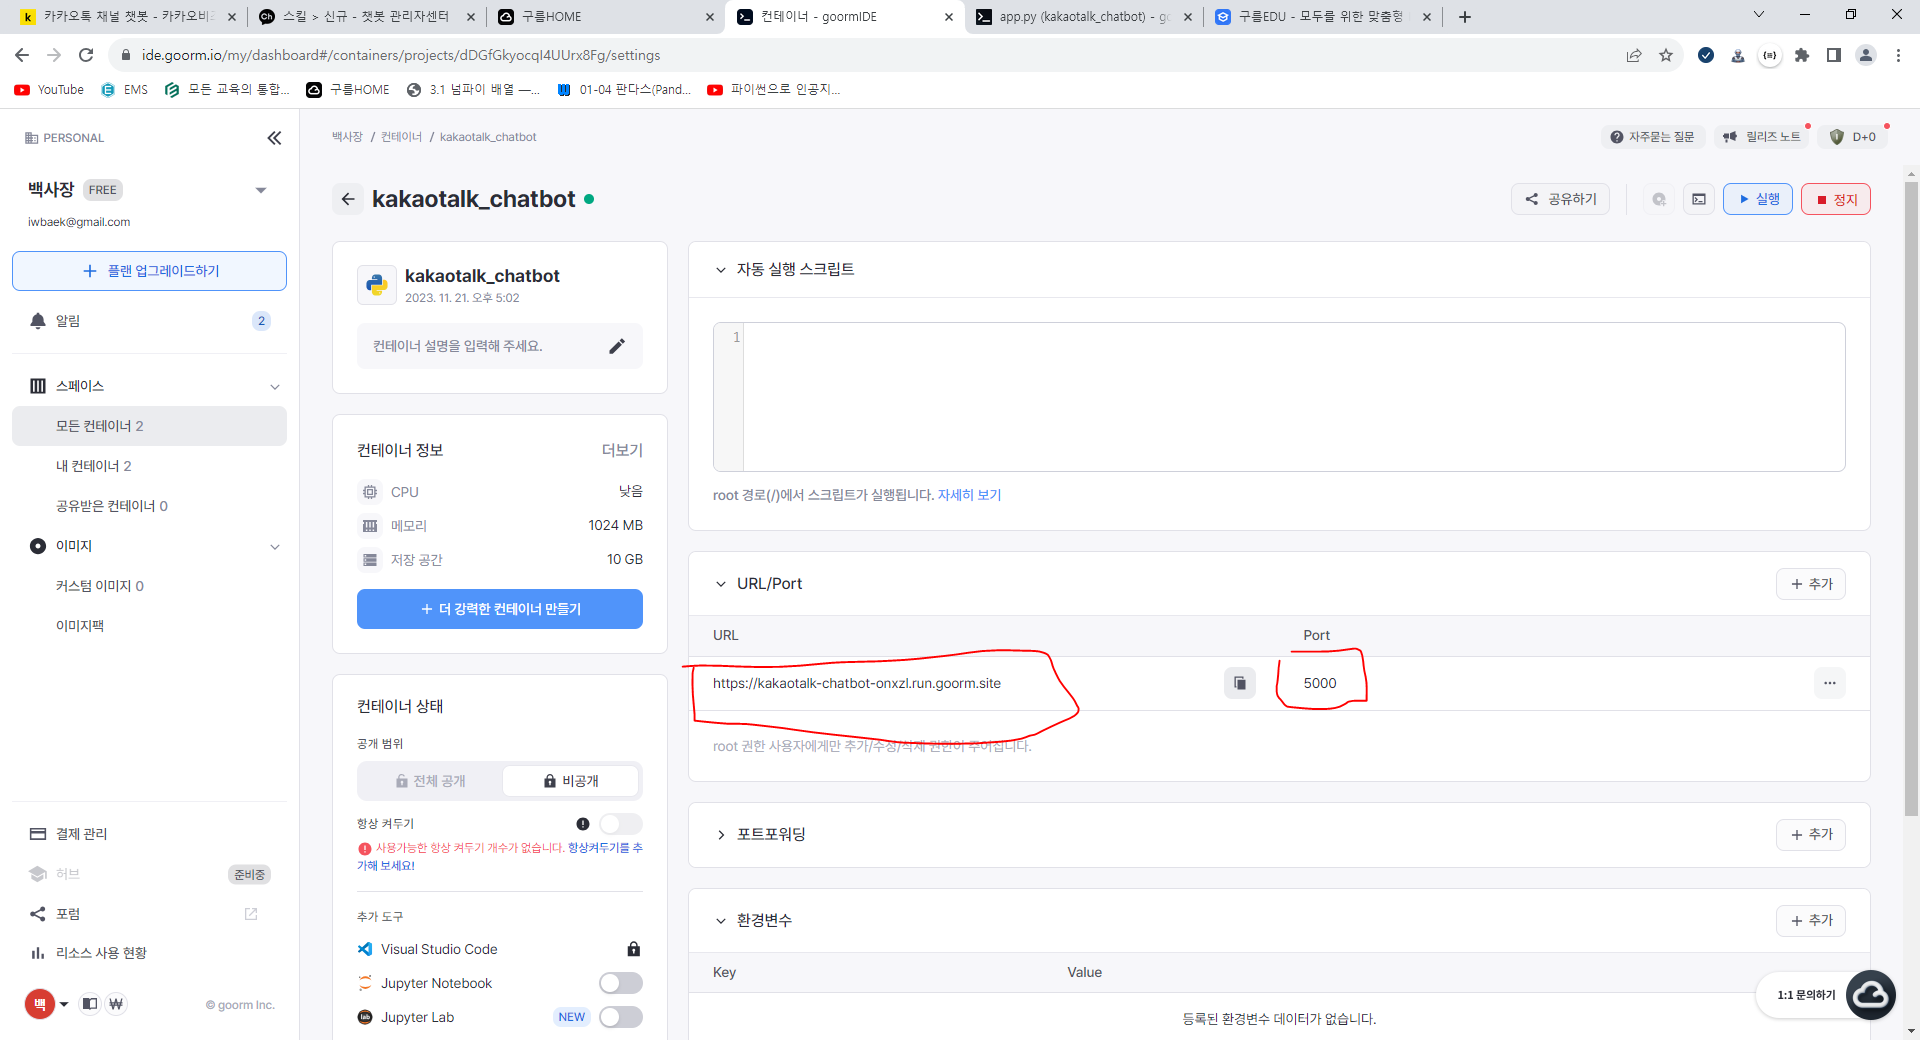 카카오톡 채널 챗봇 - 카카오비즈
스킬 > 신규 - 챗봇 관리자센터
구름HOME
컨테이너 - goormIDE
app.py (kakaotalk_chatbot) - go
구름EDU - 모두를 위한 맞춤형
ide.goorm.io/my/dashboard#/containers/projects/dDGfGkyocqI4UUrx8Fg/settings
YouTube
EMS
모든 교육의 통합...
구름HOME
3.1 넘파이 배열 —...
01-04 판다스(Pand...
파이썬으로 인공지...
PERSONAL
백사장 / 컨테이너 / kakaotalk_chatbot
자주묻는 질문
릴리즈 노트
D+0
백사장 FREE
iwbaek@gmail.com
플랜 업그레이드하기
알림 2
스페이스
모든 컨테이너 2
내 컨테이너 2
공유받은 컨테이너 0
이미지
커스텀 이미지 0
이미지팩
결제 관리
허브 준비중
포럼
리소스 사용 현황
백
© goorm Inc.
kakaotalk_chatbot
공유하기
실행
정지
kakaotalk_chatbot
2023. 11. 21. 오후 5:02
컨테이너 설명을 입력해 주세요.
컨테이너 정보 더보기
CPU 낮음
메모리 1024 MB
저장 공간 10 GB
+ 더 강력한 컨테이너 만들기
컨테이너 상태
공개 범위
전체 공개 비공개
항상 켜두기
사용가능한 항상 켜두기 개수가 없습니다. 항상켜두기를 추
가해 보세요!
추가 도구
Visual Studio Code
Jupyter Notebook
Jupyter Lab NEW
자동 실행 스크립트
1
root 경로(/)에서 스크립트가 실행됩니다. 자세히 보기
URL/Port + 추가
URL Port
https://kakaotalk-chatbot-onxzl.run.goorm.site 5000
root 권한 사용자에게만 추가/수정/삭제 권한이 주어집니다.
포트포워딩 + 추가
환경변수 + 추가
Key Value
등록된 환경변수 데이터가 없습니다.
1:1 문의하기